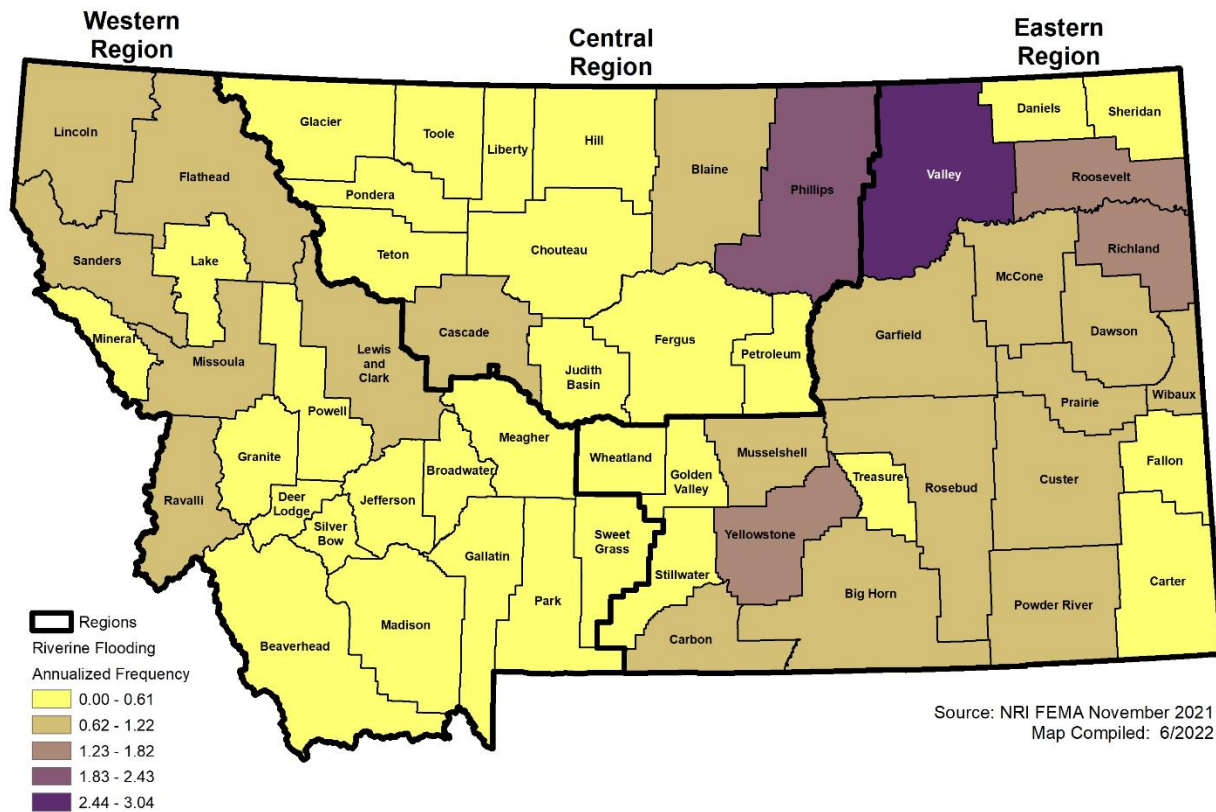 Western
Region
Central
Region
Eastern
Region
Lincoln
Flathead
Glacier
Toole
Liberty
Hill
Blaine
Phillips
Valley
Daniels
Sheridan
Roosevelt
Richland
Pondera
Teton
Chouteau
Sanders
Lake
Mineral
Missoula
Lewis
and
Clark
Cascade
Judith
Basin
Fergus
Petroleum
Garfield
McCone
Dawson
Wibaux
Prairie
Powell
Granite
Ravalli
Deer
Lodge
Silver
Bow
Jefferson
Broadwater
Meagher
Wheatland
Golden
Valley
Musselshell
Treasure
Rosebud
Custer
Fallon
Yellowstone
Sweet
Grass
Stillwater
Gallatin
Park
Madison
Beaverhead
Carbon
Big Horn
Powder River
Carter
Regions
Riverine Flooding
Annualized Frequency
0.00 - 0.61
0.62 - 1.22
1.23 - 1.82
1.83 - 2.43
2.44 - 3.04
Source: NRI FEMA November 2021
Map Compiled: 6/2022